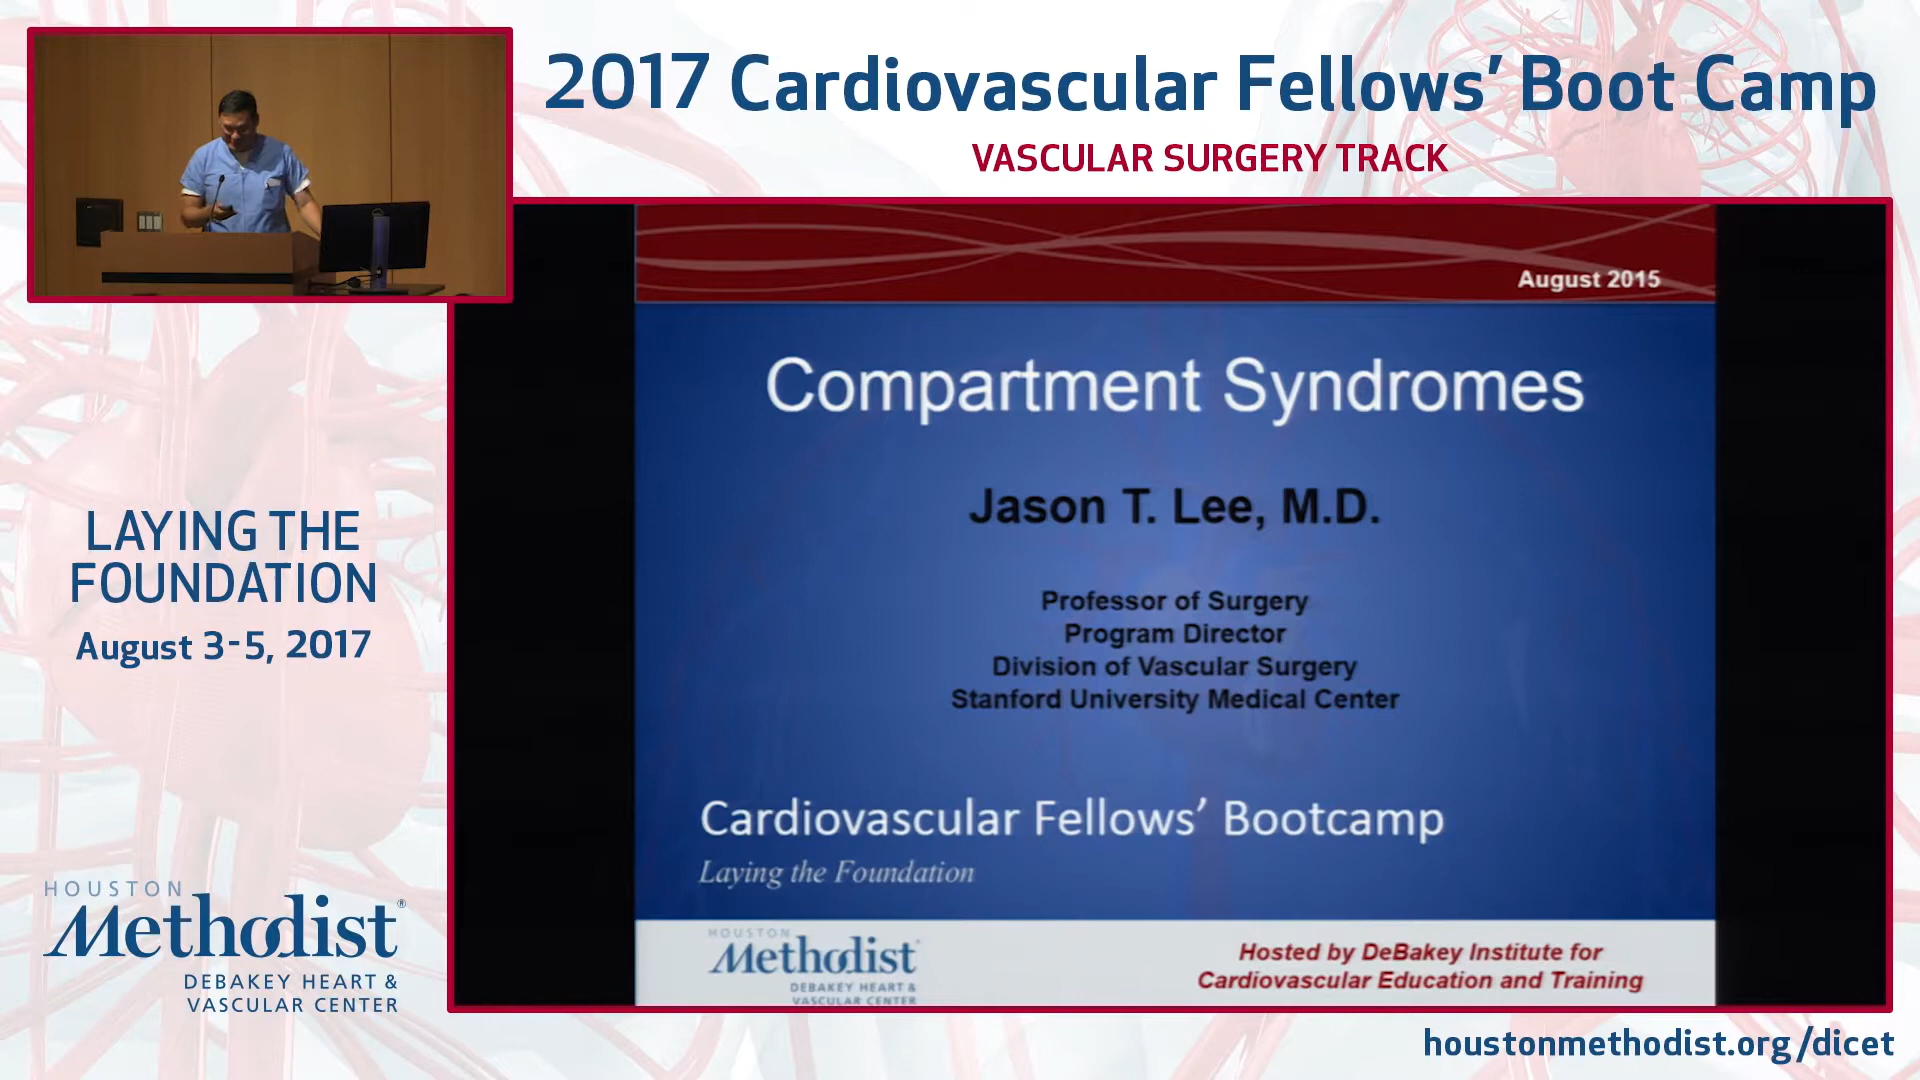 2017 Cardiovascular Fellows’ Boot Camp
VASCULAR SURGERY TRACK
August 2015
Compartment Syndromes
Jason T. Lee, M.D.
Professor of Surgery
Program Director
Division of Vascular Surgery
Stanford University Medical Center
Cardiovascular Fellows’ Bootcamp
Laying the Foundation
HOUSTON
Methodist
DEBAKEY HEART &
VASCULAR CENTER
Hosted by DeBakey Institute for
Cardiovascular Education and Training
LAYING THE
FOUNDATION
August 3-5, 2017
HOUSTON
Methodist®
DEBAKEY HEART &
VASCULAR CENTER
houstonmethodist.org/dicet